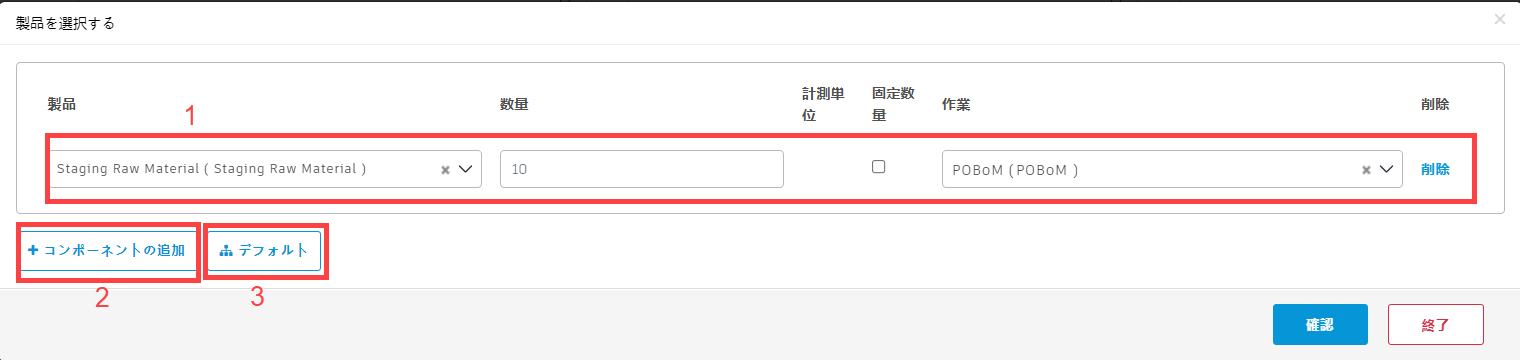 製品を選択する
×
製品 数量 計測単位 固定数量 作業 削除
1
Staging Raw Material ( Staging Raw Material ) × 10 POBoM (POBoM ) × 削除
+ コンポーネントの追加 デフォルト
2 3
確認 終了